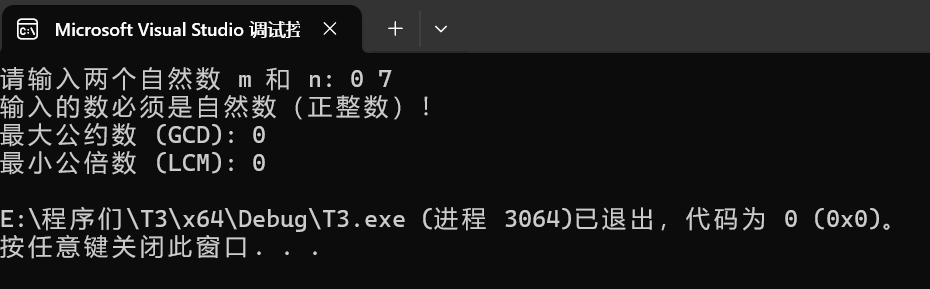 Microsoft Visual Studio 调试控
请输入两个自然数 m 和 n: 0 7
输入的数必须是自然数（正整数）!
最大公约数 (GCD): 0
最小公倍数 (LCM): 0
E:\程序们\T3\x64\Debug\T3.exe (进程 3064)已退出，代码为 0 (0x0)。
按任意键关闭此窗口. . .